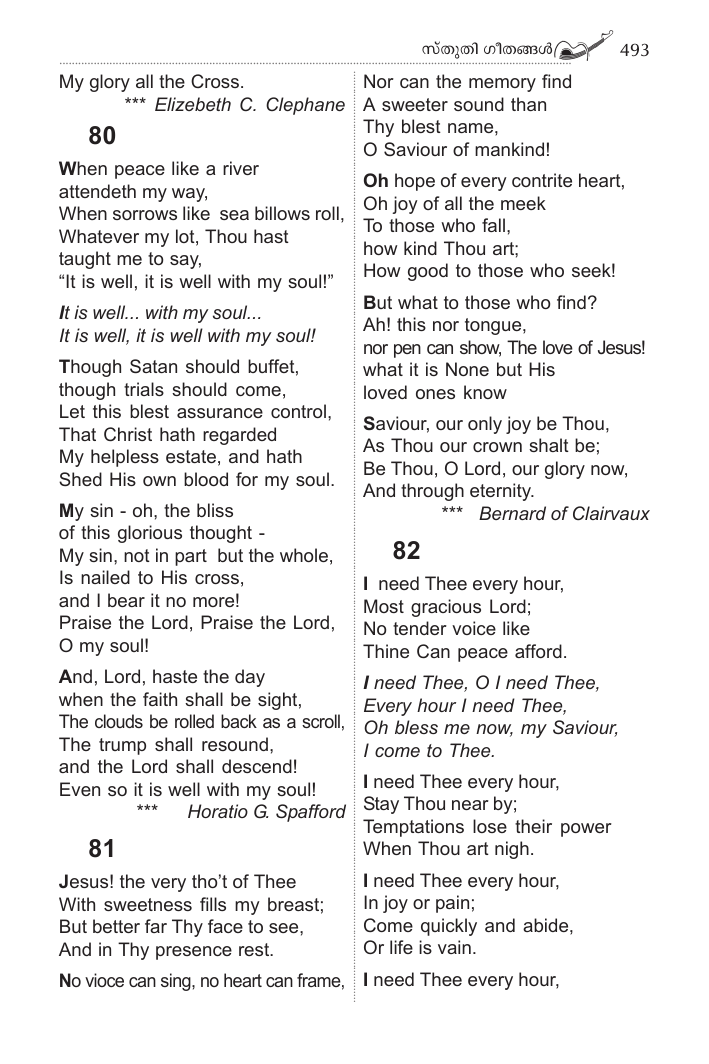 സ്തുതി ഗീതങ്ങൾ 493
My glory all the Cross.
*** Elizebeth C. Clephane
80
When peace like a river
attendeth my way,
When sorrows like sea billows roll,
Whatever my lot, Thou hast
taught me to say,
“It is well, it is well with my soul!”
It is well... with my soul...
It is well, it is well with my soul!
Though Satan should buffet,
though trials should come,
Let this blest assurance control,
That Christ hath regarded
My helpless estate, and hath
Shed His own blood for my soul.
My sin - oh, the bliss
of this glorious thought -
My sin, not in part but the whole,
Is nailed to His cross,
and I bear it no more!
Praise the Lord, Praise the Lord,
O my soul!
And, Lord, haste the day
when the faith shall be sight,
The clouds be rolled back as a scroll,
The trump shall resound,
and the Lord shall descend!
Even so it is well with my soul!
*** Horatio G. Spafford
81
Jesus! the very tho’t of Thee
With sweetness fills my breast;
But better far Thy face to see,
And in Thy presence rest.
No vioce can sing, no heart can frame,
Nor can the memory find
A sweeter sound than
Thy blest name,
O Saviour of mankind!
Oh hope of every contrite heart,
Oh joy of all the meek
To those who fall,
how kind Thou art;
How good to those who seek!
But what to those who find?
Ah! this nor tongue,
nor pen can show, The love of Jesus!
what it is None but His
loved ones know
Saviour, our only joy be Thou,
As Thou our crown shalt be;
Be Thou, O Lord, our glory now,
And through eternity.
*** Bernard of Clairvaux
82
I need Thee every hour,
Most gracious Lord;
No tender voice like
Thine Can peace afford.
I need Thee, O I need Thee,
Every hour I need Thee,
Oh bless me now, my Saviour,
I come to Thee.
I need Thee every hour,
Stay Thou near by;
Temptations lose their power
When Thou art nigh.
I need Thee every hour,
In joy or pain;
Come quickly and abide,
Or life is vain.
I need Thee every hour,